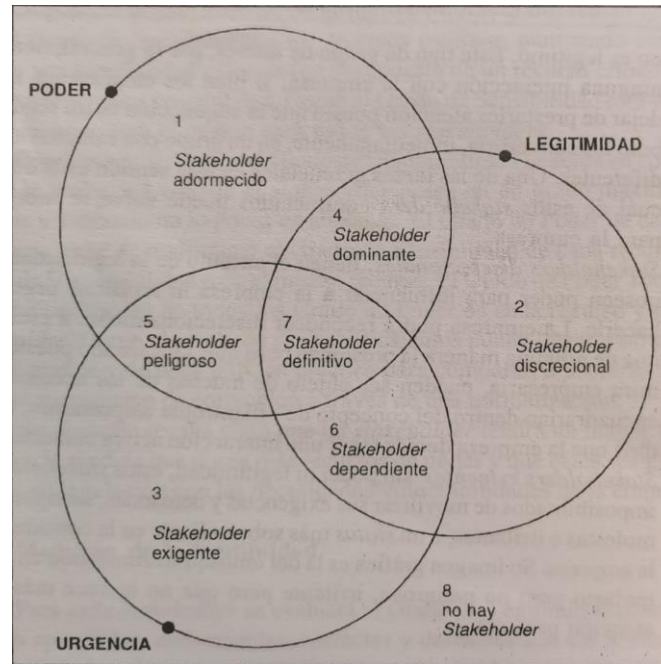 PODER
1
Stakeholder
adormecido
LEGITIMIDAD
4
Stakeholder
dominante
2
Stakeholder
discrecional
5
Stakeholder
peligroso
7
Stakeholder
definitivo
6
Stakeholder
dependiente
3
Stakeholder
exigente
8
no hay
Stakeholder
URGENCIA